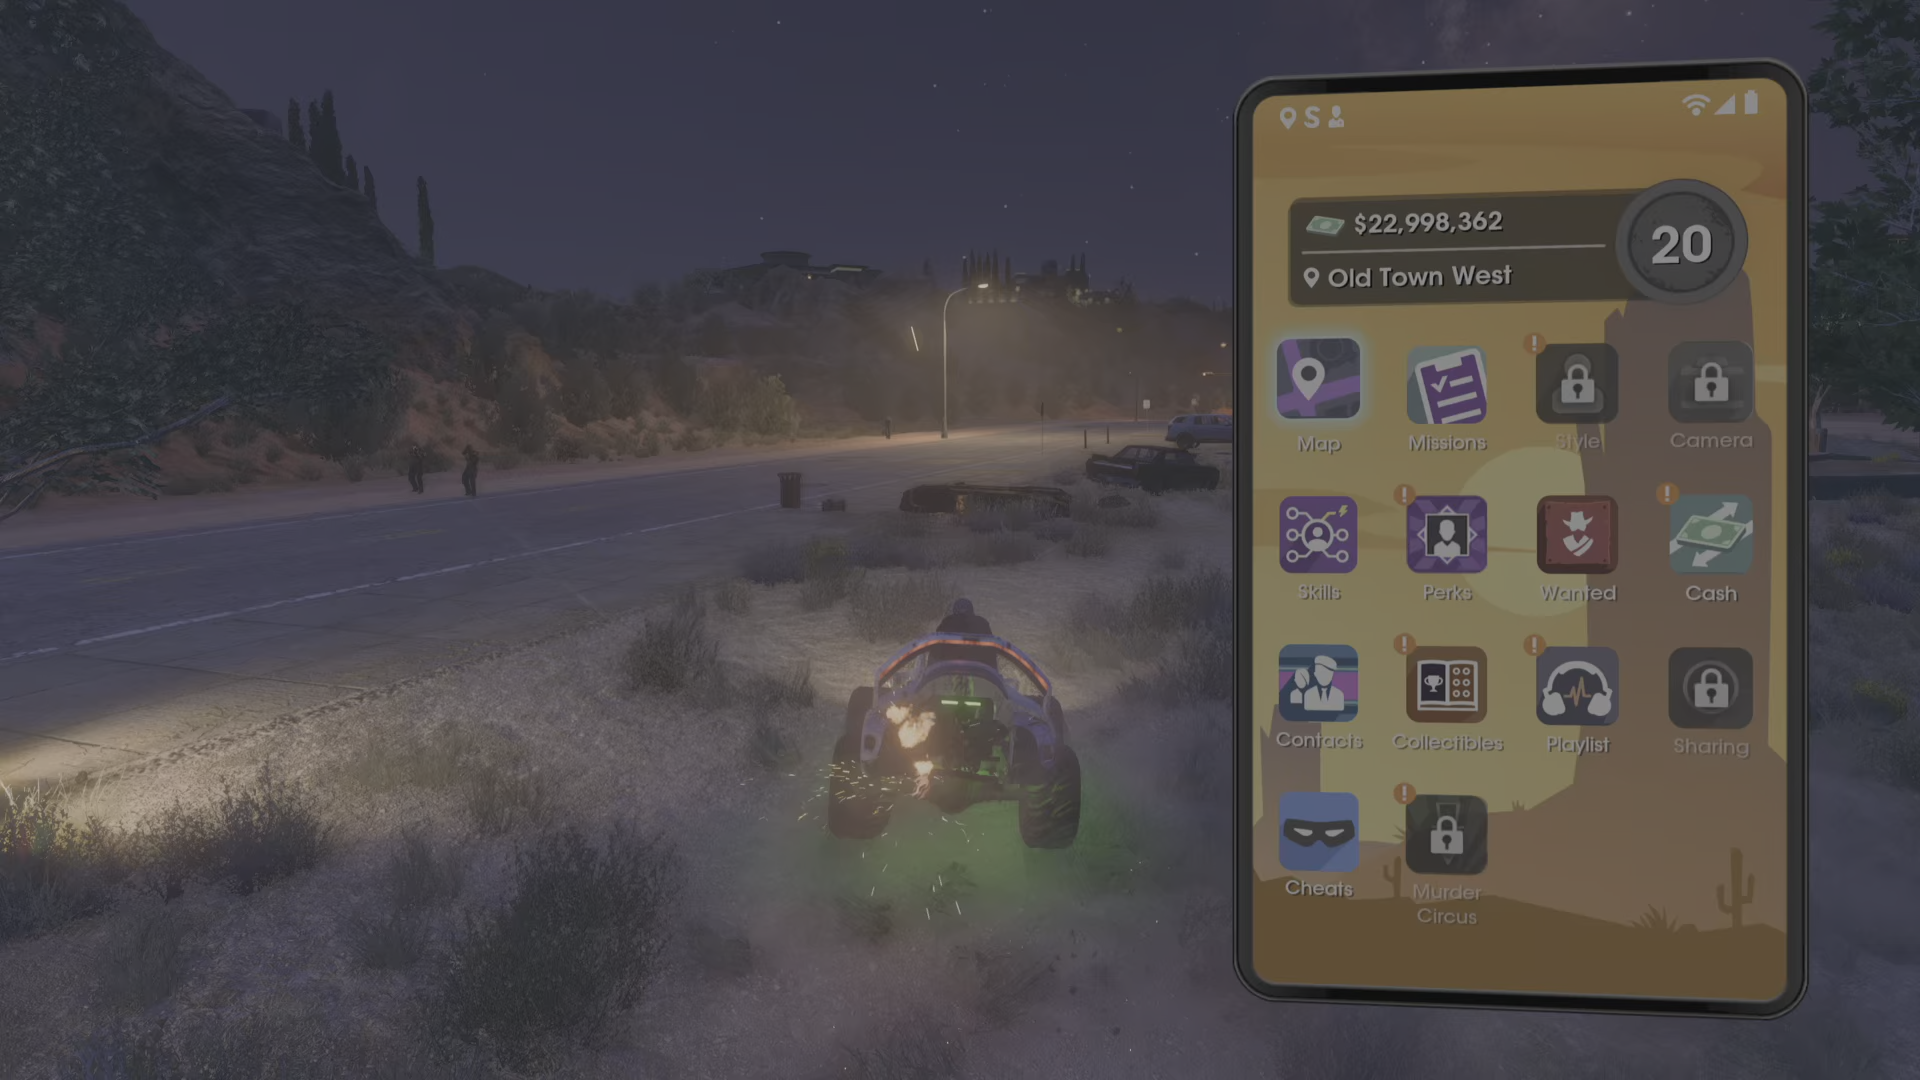 S
$22,998,362
20
Old Town West
Map
Missions
!
Style
Camera
Skills
!
Perks
Wanted
!
Cash
Contacts
!
Collectibles
!
Playlist
Sharing
Cheats
!
Murder
Circus